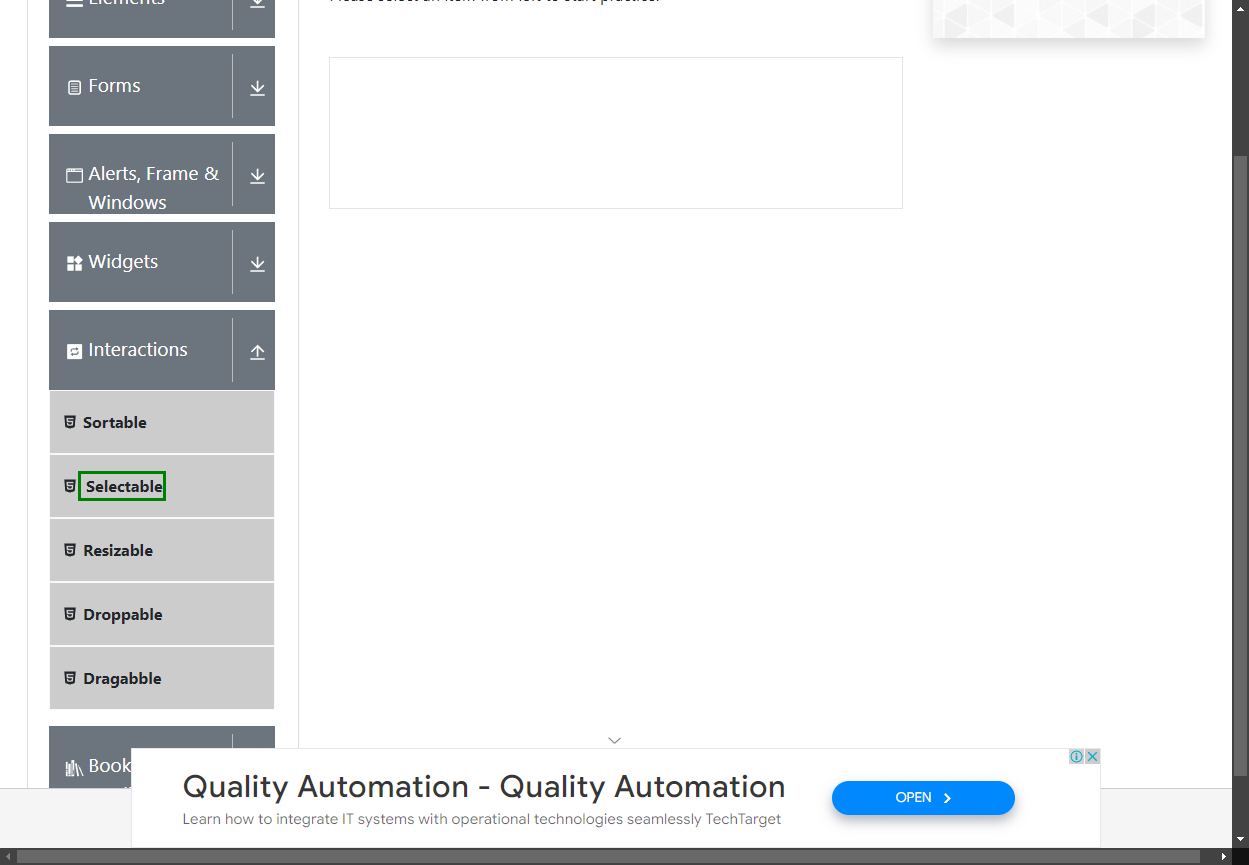 Elements
Please select an item from left to start practice.
Forms
Alerts, Frame &
Windows
Widgets
Interactions
Sortable
Selectable
Resizable
Droppable
Dragabble
Book
Quality Automation - Quality Automation
Learn how to integrate IT systems with operational technologies seamlessly TechTarget
OPEN